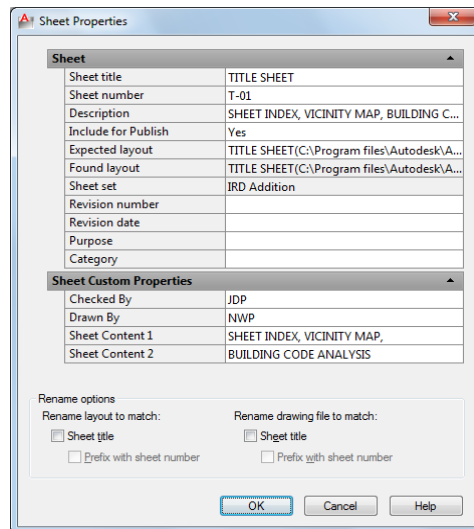 Sheet Properties
Sheet
Sheet title TITLE SHEET
Sheet number T-01
Description SHEET INDEX, VICINITY MAP, BUILDING C...
Include for Publish Yes
Expected layout TITLE SHEET(C:\Program files\Autodesk\A...
Found layout TITLE SHEET(C:\Program files\Autodesk\A...
Sheet set IRD Addition
Revision number
Revision date
Purpose
Category
Sheet Custom Properties
Checked By JDP
Drawn By NWP
Sheet Content 1 SHEET INDEX, VICINITY MAP,
Sheet Content 2 BUILDING CODE ANALYSIS
Rename options
Rename layout to match: Rename drawing file to match:
Sheet title Sheet title
Prefix with sheet number Prefix with sheet number
OK Cancel Help